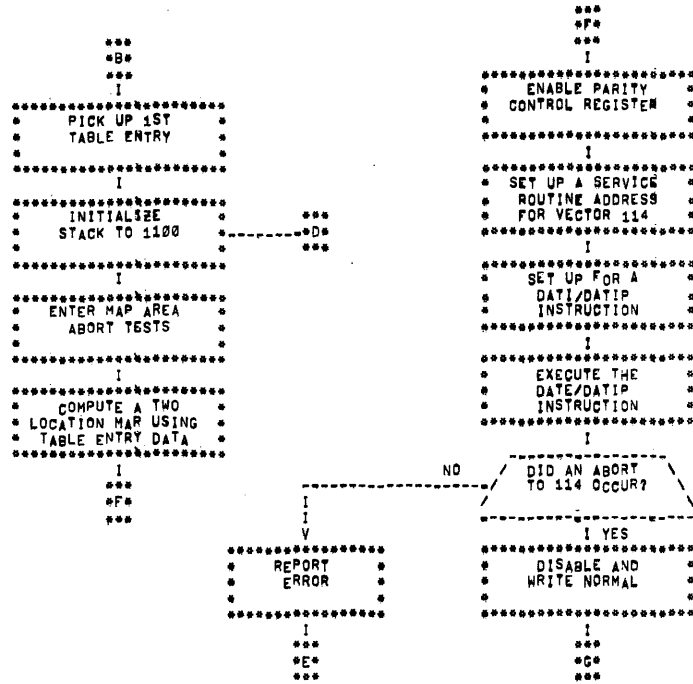 B
PICK UP 1ST
TABLE ENTRY
INITIALIZE
STACK TO 1100
D
ENTER MAP AREA
ABORT TESTS
COMPUTE A TWO
LOCATION MAP USING
TABLE ENTRY DATA
F
F
ENABLE PARITY
CONTROL REGISTER
SET UP A SERVICE
ROUTINE ADDRESS
FOR VECTOR 114
SET UP FOR A
DATI/DATIP
INSTRUCTION
EXECUTE THE
DATE/DATIP
INSTRUCTION
DID AN ABORT
TO 114 OCCUR?
NO
YES
REPORT
ERROR
E
DISABLE AND
WRITE NORMAL
G